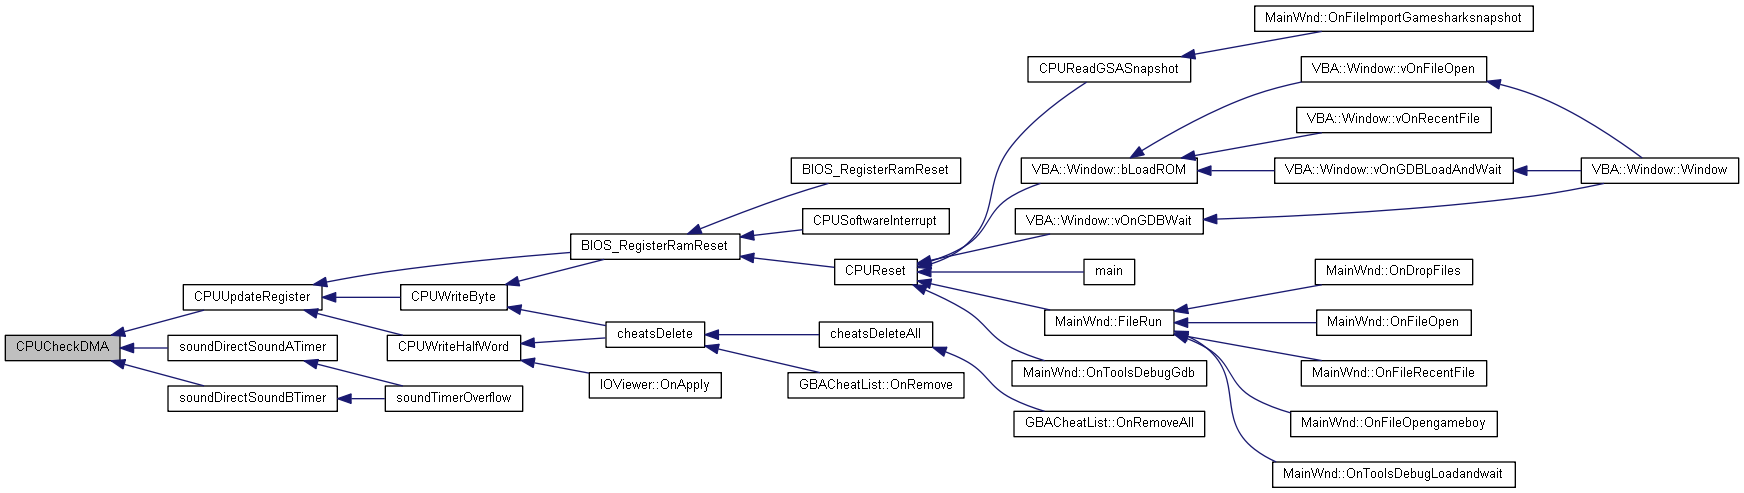 MainWnd::OnFileImportGamesharksnapshot
CPUReadGSASnapshot
VBA::Window::vOnFileOpen
VBA::Window::vOnRecentFile
BIOS_RegisterRamReset
VBA::Window::bLoadROM
VBA::Window::vOnGDBLoadAndWait
VBA::Window::Window
CPUSoftwareInterrupt
VBA::Window::vOnGDBWait
BIOS_RegisterRamReset
CPUReset
main
MainWnd::OnDropFiles
CPUUpdateRegister
CPUWriteByte
MainWnd::FileRun
MainWnd::OnFileOpen
cheatsDelete
cheatsDeleteAll
CPUCheckDMA
soundDirectSoundATimer
CPUWriteHalfWord
MainWnd::OnToolsDebugGdb
MainWnd::OnFileRecentFile
IOViewer::OnApply
GBACheatList::OnRemove
soundDirectSoundBTimer
soundTimerOverflow
GBACheatList::OnRemoveAll
MainWnd::OnFileOpengameboy
MainWnd::OnToolsDebugLoadandwait